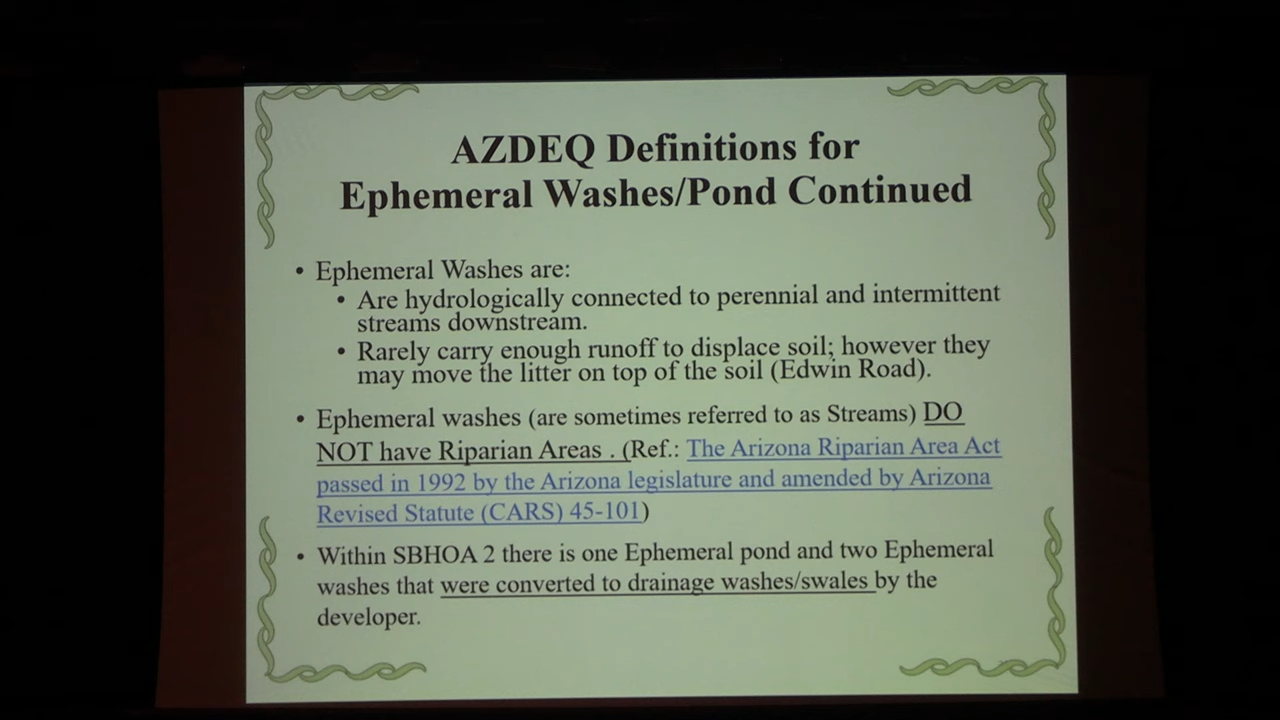 AZDEQ Definitions for
Ephemeral Washes/Pond Continued
• Ephemeral Washes are:
• Are hydrologically connected to perennial and intermittent
streams downstream.
• Rarely carry enough runoff to displace soil; however they
may move the litter on top of the soil (Edwin Road).
• Ephemeral washes (are sometimes referred to as Streams) DO
NOT have Riparian Areas . (Ref.: The Arizona Riparian Area Act
passed in 1992 by the Arizona legislature and amended by Arizona
Revised Statute (CARS) 45-101)
• Within SBHOA 2 there is one Ephemeral pond and two Ephemeral
washes that were converted to drainage washes/swales by the
developer.